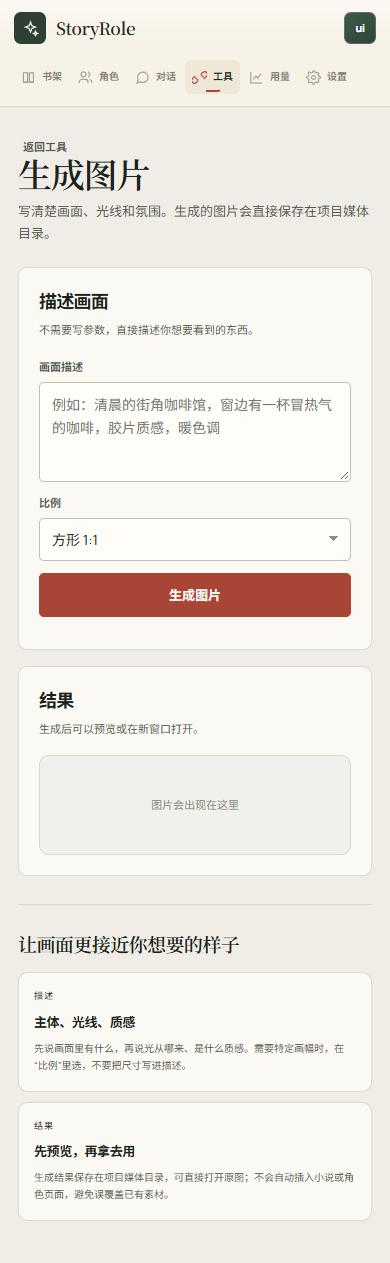 StoryRole
ui
书架 角色 对话 工具 用量 设置
返回工具
生成图片
写清楚画面、光线和氛围。生成的图片会直接保存在项目媒体
目录。
描述画面
不需要写参数，直接描述你想要看到的东西。
画面描述
例如：清晨的街角咖啡馆，窗边有一杯冒热气
的咖啡，胶片质感，暖色调
比例
方形 1:1
生成图片
结果
生成后可以预览或在新窗口打开。
图片会出现在这里
让画面更接近你想要的样子
描述
主体、光线、质感
先说画面里有什么，再说光从哪来、是什么质感。需要特定画幅时，在
“比例”里选，不要把尺寸写进描述。
结果
先预览，再拿去用
生成结果保存在项目媒体目录，可直接打开原图；不会自动插入小说或角
色页面，避免误覆盖已有素材。